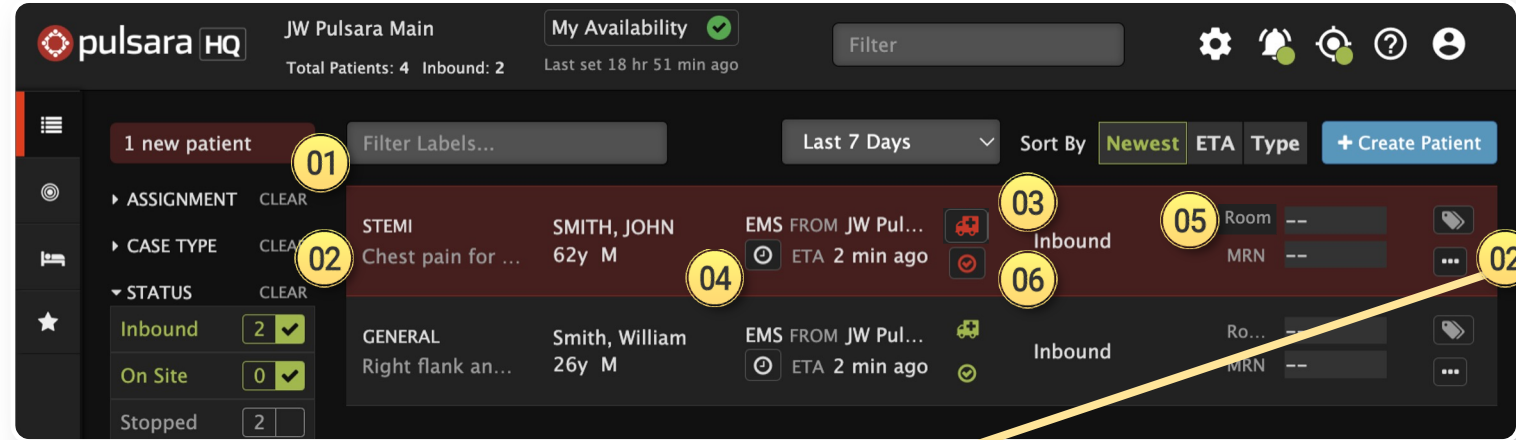 pulsara HQ
JW Pulsara Main
Total Patients: 4 Inbound: 2
My Availability
Last set 18 hr 51 min ago
Filter
1 new patient
01
Filter Labels...
Last 7 Days
Sort By Newest ETA Type
+ Create Patient
ASSIGNMENT CLEAR
CASE TYPE CLEAR
02
STATUS CLEAR
Inbound 2
On Site 0
Stopped 2
STEMI
Chest pain for ...
SMITH, JOHN
62y M
04
EMS FROM JW Pul...
ETA 2 min ago
03
Inbound
06
05
Room --
MRN --
02
GENERAL
Right flank an...
Smith, William
26y M
EMS FROM JW Pul...
ETA 2 min ago
Inbound
Ro... --
MRN --